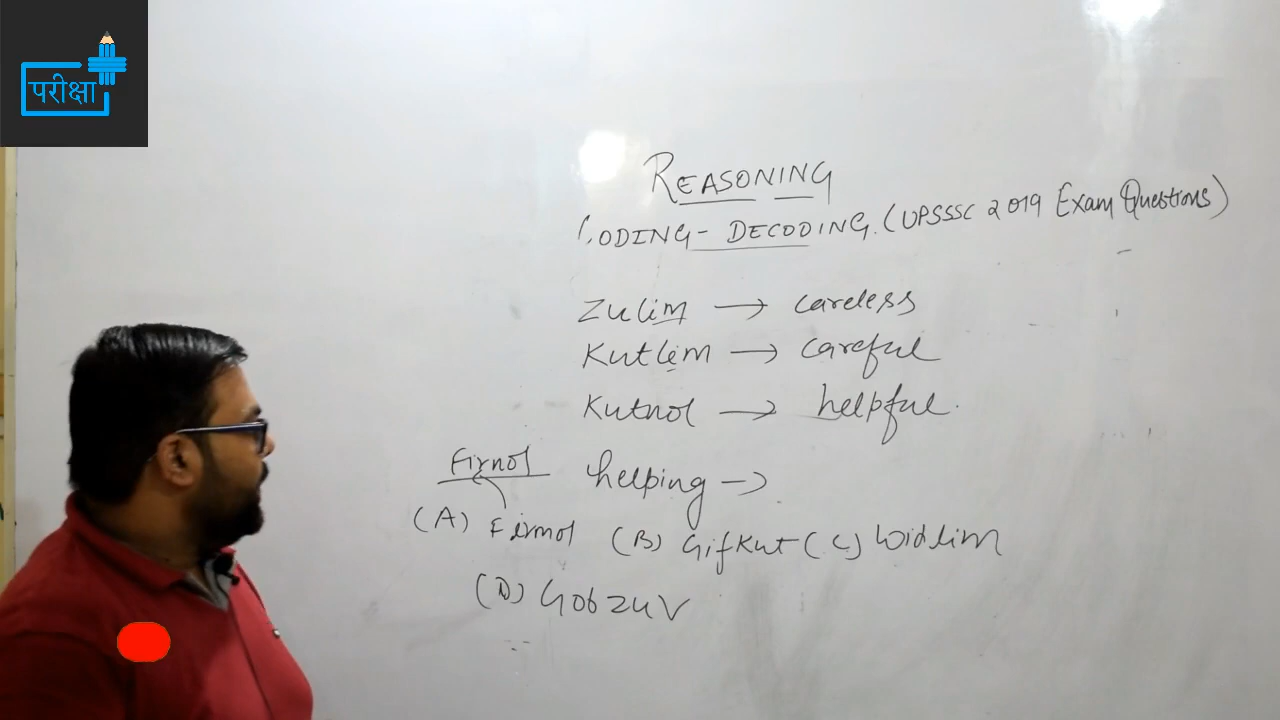 परीक्षा
REASONING
CODING- DECODING. (UPSSSC 2019 Exam Questions)
Zulim → careless
Kutlim → careful
Kutnol → helpful.
Firnol helping →
(A) Firnol (B) Gifkut (C) Widlim
(D) Gobzuv